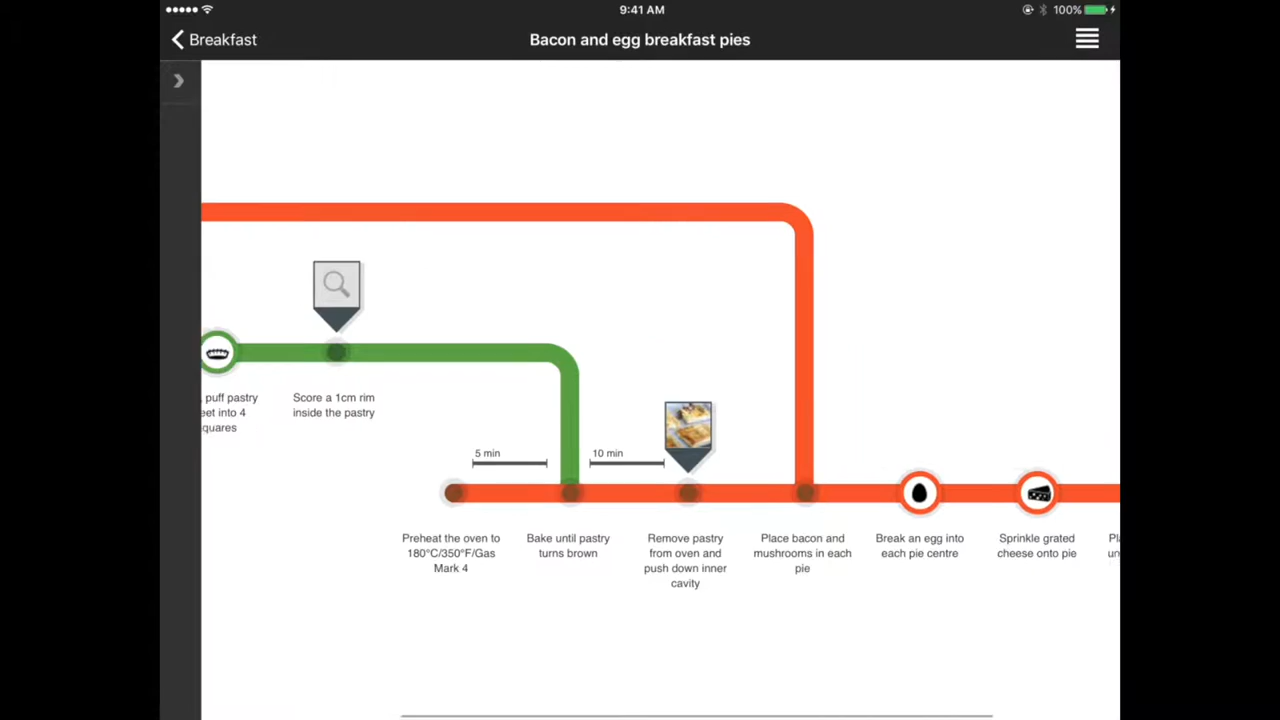 9:41 AM
100%
Breakfast
Bacon and egg breakfast pies
puff pastry
4
Score a 1cm rim
inside the pastry
5 min
10 min
Preheat the oven to
180°C/350°F/Gas
Mark 4
Bake until pastry
turns brown
Remove pastry
from oven and
push down inner
cavity
Place bacon and
mushrooms in each
pie
Break an egg into
each pie centre
Sprinkle grated
cheese onto pie